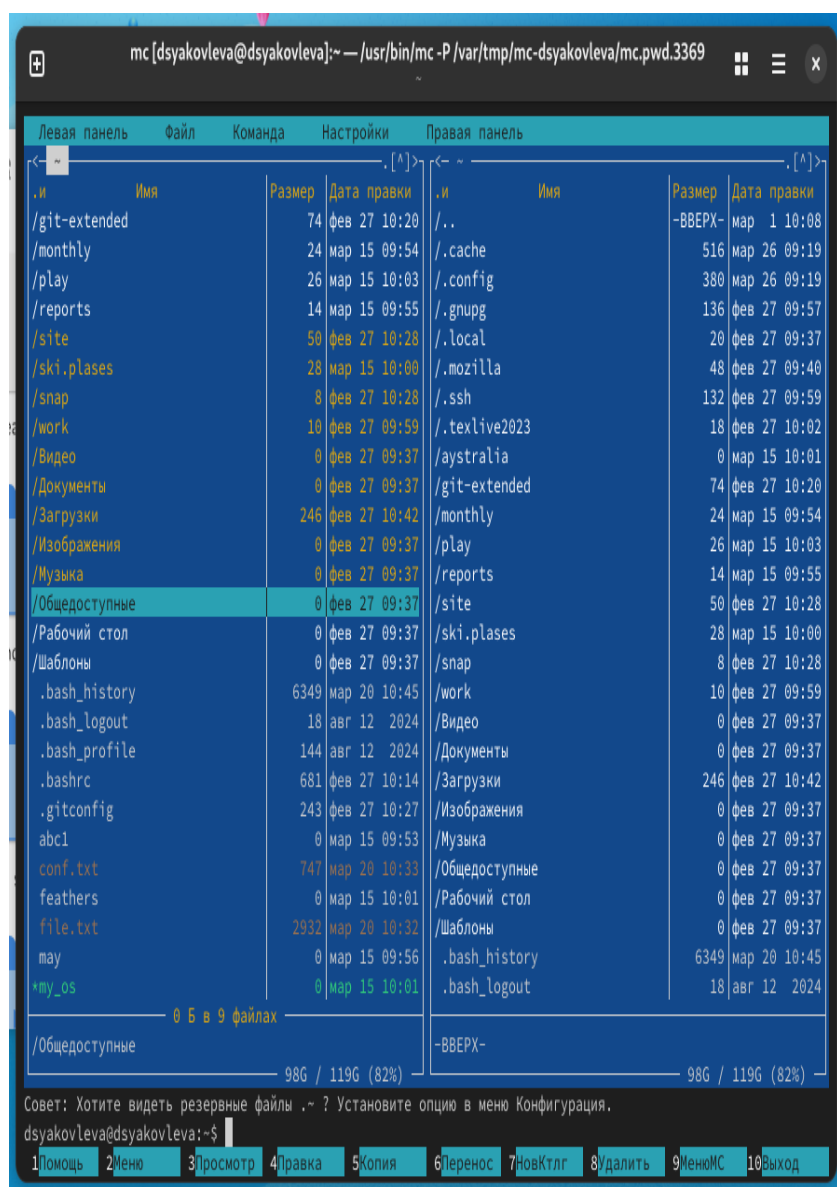 mc [dsyakovleva@dsyakovleva]:~ — /usr/bin/mc -P /var/tmp/mc-dsyakovleva/mc.pwd.3369
~
Левая панель Файл Команда Настройки Правая панель
<- ~ .[^]> <- ~ .[^]>
.и Имя Размер Дата правки .и Имя Размер Дата правки
/git-extended 74 фев 27 10:20 /.. -ВВЕРХ- мар 1 10:08
/monthly 24 мар 15 09:54 /.cache 516 мар 26 09:19
/play 26 мар 15 10:03 /.config 380 мар 26 09:19
/reports 14 мар 15 09:55 /.gnupg 136 фев 27 09:57
/site 50 фев 27 10:28 /.local 20 фев 27 09:37
/ski.plases 28 мар 15 10:00 /.mozilla 48 фев 27 09:40
/snap 8 фев 27 10:28 /.ssh 132 фев 27 09:59
/work 10 фев 27 09:59 /.texlive2023 18 фев 27 10:02
/Видео 0 фев 27 09:37 /aystralia 0 мар 15 10:01
/Документы 0 фев 27 09:37 /git-extended 74 фев 27 10:20
/Загрузки 246 фев 27 10:42 /monthly 24 мар 15 09:54
/Изображения 0 фев 27 09:37 /play 26 мар 15 10:03
/Музыка 0 фев 27 09:37 /reports 14 мар 15 09:55
/Общедоступные 0 фев 27 09:37 /site 50 фев 27 10:28
/Рабочий стол 0 фев 27 09:37 /ski.plases 28 мар 15 10:00
/Шаблоны 0 фев 27 09:37 /snap 8 фев 27 10:28
.bash_history 6349 мар 20 10:45 /work 10 фев 27 09:59
.bash_logout 18 авг 12 2024 /Видео 0 фев 27 09:37
.bash_profile 144 авг 12 2024 /Документы 0 фев 27 09:37
.bashrc 681 фев 27 10:14 /Загрузки 246 фев 27 10:42
.gitconfig 243 фев 27 10:27 /Изображения 0 фев 27 09:37
abc1 0 мар 15 09:53 /Музыка 0 фев 27 09:37
conf.txt 747 мар 20 10:33 /Общедоступные 0 фев 27 09:37
feathers 0 мар 15 10:01 /Рабочий стол 0 фев 27 09:37
file.txt 2932 мар 20 10:32 /Шаблоны 0 фев 27 09:37
may 0 мар 15 09:56 .bash_history 6349 мар 20 10:45
*my_os 0 мар 15 10:01 .bash_logout 18 авг 12 2024
0 Б в 9 файлах
/Общедоступные -ВВЕРХ-
98G / 119G (82%) 98G / 119G (82%)
Совет: Хотите видеть резервные файлы .~ ? Установите опцию в меню Конфигурация.
dsyakovleva@dsyakovleva:~$
1Помощь 2Меню 3Просмотр 4Правка 5Копия 6Перенос 7НовКтлг 8Удалить 9МенюМС 10Выход